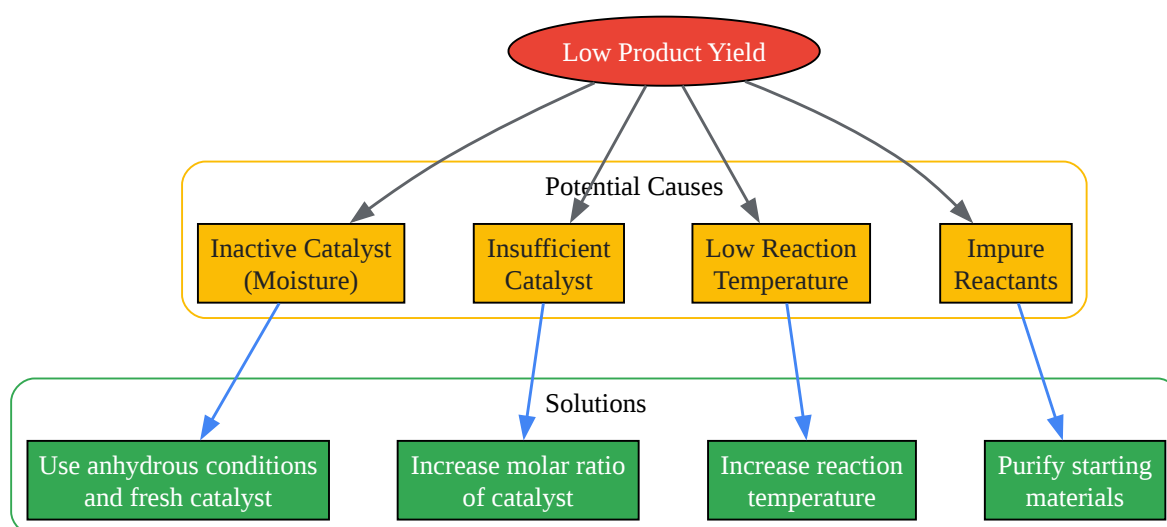 Low Product Yield
Potential Causes
Inactive Catalyst
(Moisture)
Insufficient
Catalyst
Low Reaction
Temperature
Impure
Reactants
Solutions
Use anhydrous conditions
and fresh catalyst
Increase molar ratio
of catalyst
Increase reaction
temperature
Purify starting
materials